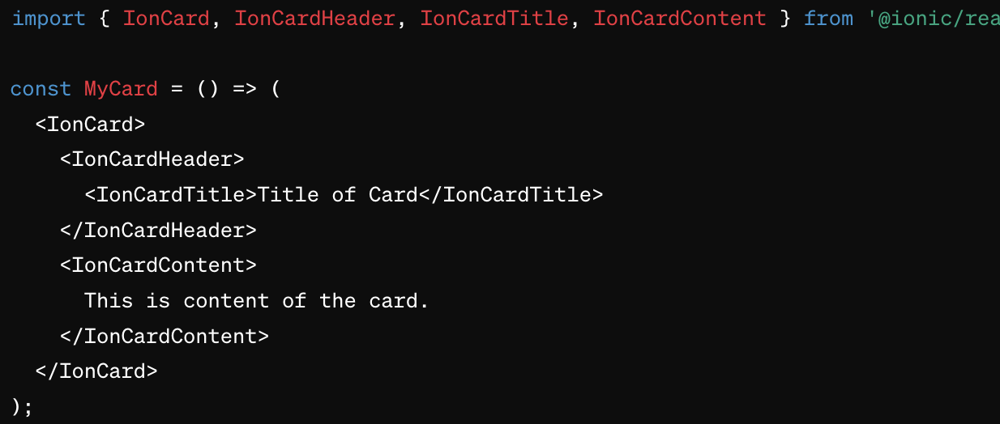 import { IonCard, IonCardHeader, IonCardTitle, IonCardContent } from '@ionic/rea
const MyCard = () => (
  <IonCard>
    <IonCardHeader>
      <IonCardTitle>Title of Card</IonCardTitle>
    </IonCardHeader>
    <IonCardContent>
      This is content of the card.
    </IonCardContent>
  </IonCard>
);